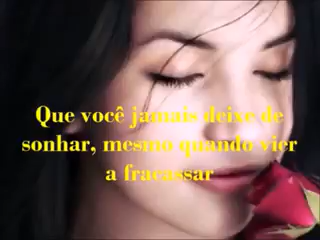 Que você jamais deixe de
sonhar, mesmo quando vier
a fracassar